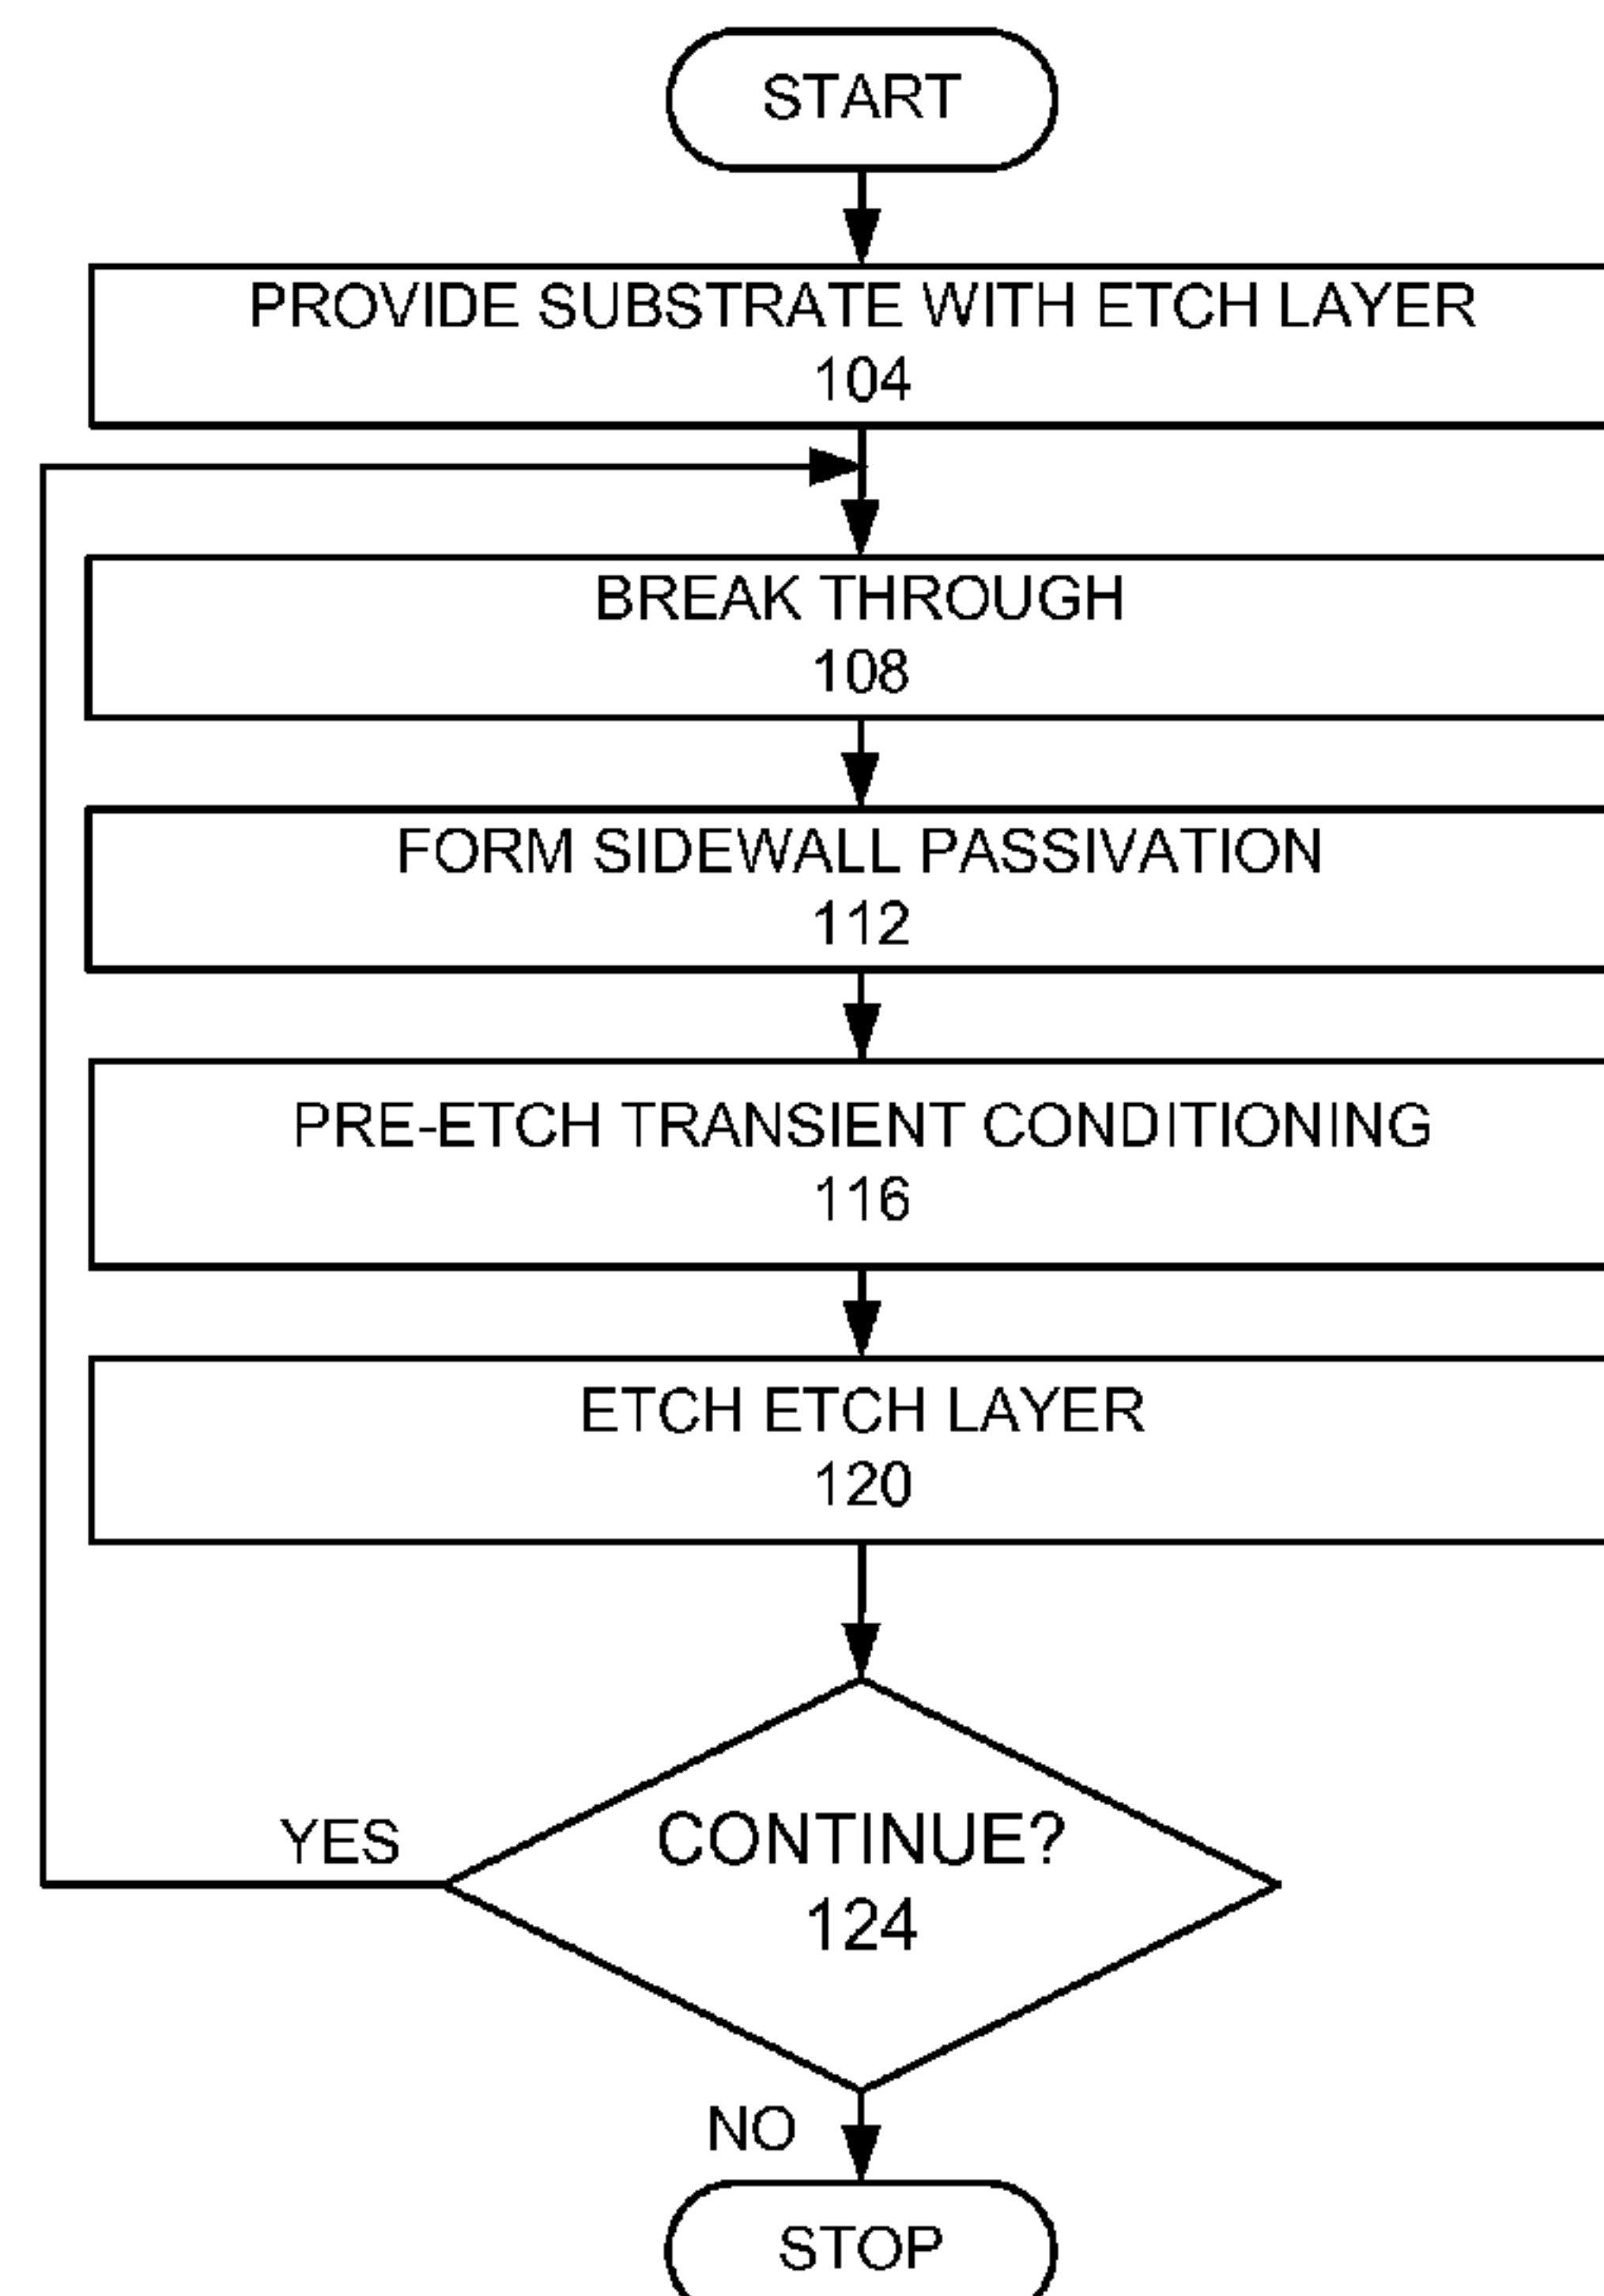 START
PROVIDE SUBSTRATE WITH ETCH LAYER
104
BREAK THROUGH
108
FORM SIDEWALL PASSIVATION
112
PRE-ETCH TRANSIENT CONDITIONING
116
ETCH ETCH LAYER
120
CONTINUE?
124
YES
NO
STOP